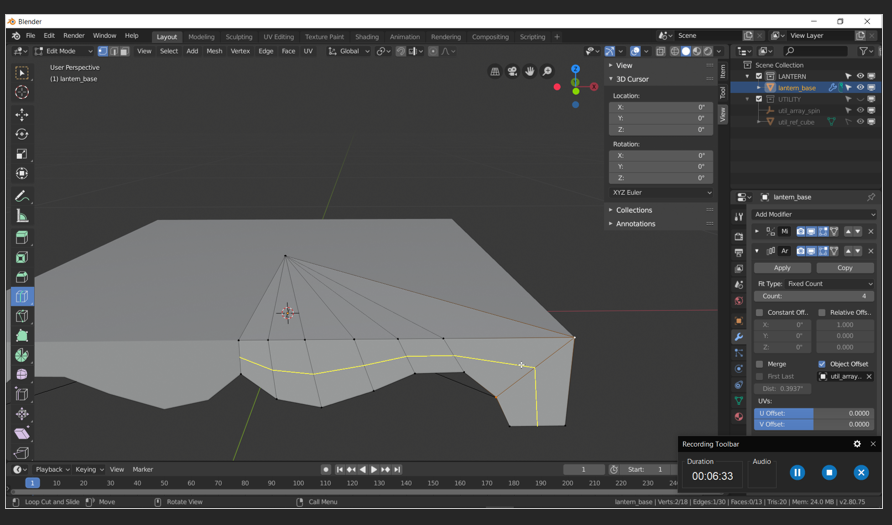 Blender
File Edit Render Window Help Layout Modeling Sculpting UV Editing Texture Paint Shading Animation Rendering Compositing Scripting + Scene View Layer
Edit Mode View Select Add Mesh Vertex Edge Face UV Global
User Perspective
(1) lantern_base
Z
X
View
3D Cursor
Location:
X: 0"
Y: 0"
Z: 0"
Rotation:
X: 0°
Y: 0°
Z: 0°
XYZ Euler
Collections
Annotations
Item
Tool
View
Scene Collection
LANTERN
lantern_base
UTILITY
util_array_spin
util_ref_cube
lantern_base
Add Modifier
Mi
Ar
Apply Copy
Fit Type: Fixed Count
Count: 4
Constant Off.. Relative Offs..
X: 0" 1.000
Y: 0" 0.000
Z: 0" 0.000
Merge Object Offset
First Last util_array..
Dist: 0.3937"
UVs:
U Offset: 0.0000
V Offset: 0.0000
Recording Toolbar
Duration Audio
00:06:33
Playback Keying View Marker 1 Start: 1
1 10 20 30 40 50 60 70 80 90 100 110 120 130 140 150 160 170 180 190 200 210 220 230
Loop Cut and Slide Move Rotate View Call Menu lantern_base | Verts:2/18 | Edges:1/30 | Faces:0/13 | Tris:20 | Mem: 24.0 MB | v2.80.75